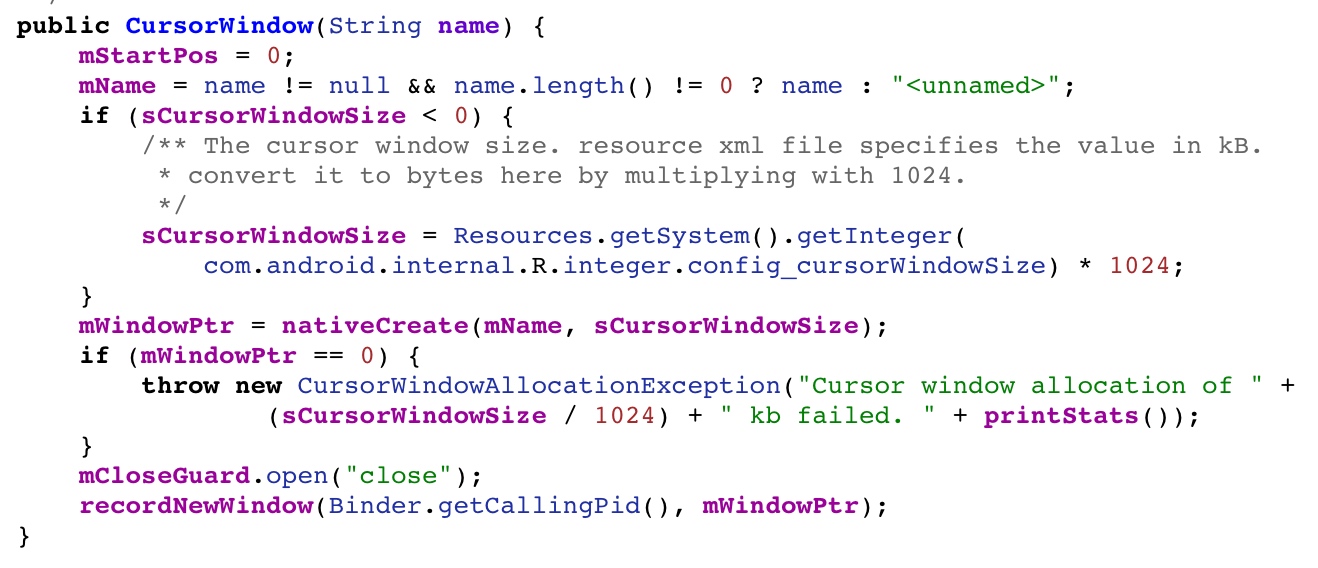 public CursorWindow(String name) {
    mStartPos = 0;
    mName = name != null && name.length() != 0 ? name : "<unnamed>";
    if (sCursorWindowSize < 0) {
        /** The cursor window size. resource xml file specifies the value in kB.
         * convert it to bytes here by multiplying with 1024.
         */
        sCursorWindowSize = Resources.getSystem().getInteger(
            com.android.internal.R.integer.config_cursorWindowSize) * 1024;
    }
    mWindowPtr = nativeCreate(mName, sCursorWindowSize);
    if (mWindowPtr == 0) {
        throw new CursorWindowAllocationException("Cursor window allocation of " +
                (sCursorWindowSize / 1024) + " kb failed. " + printStats());
    }
    mCloseGuard.open("close");
    recordNewWindow(Binder.getCallingPid(), mWindowPtr);
}